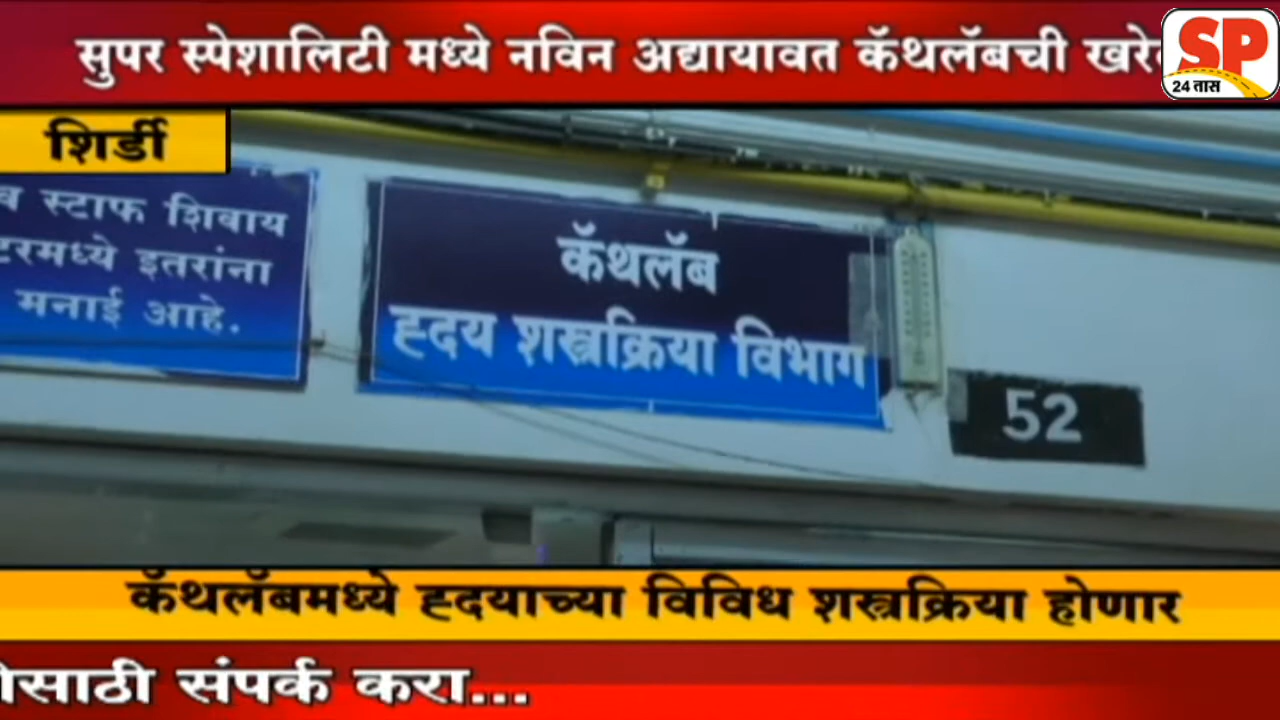 सुपर स्पेशालिटी मध्ये नविन अद्यायावत कॅथलॅबची
SP
24 तास
शिर्डी
स्टाफ शिवाय
इतरांना
मनाई आहे.
कॅथलॅब
ह्दय शस्त्रक्रिया विभाग
52
कॅथलॅबमध्ये ह्दयाच्या विविध शस्त्रक्रिया होणार
संपर्क करा...